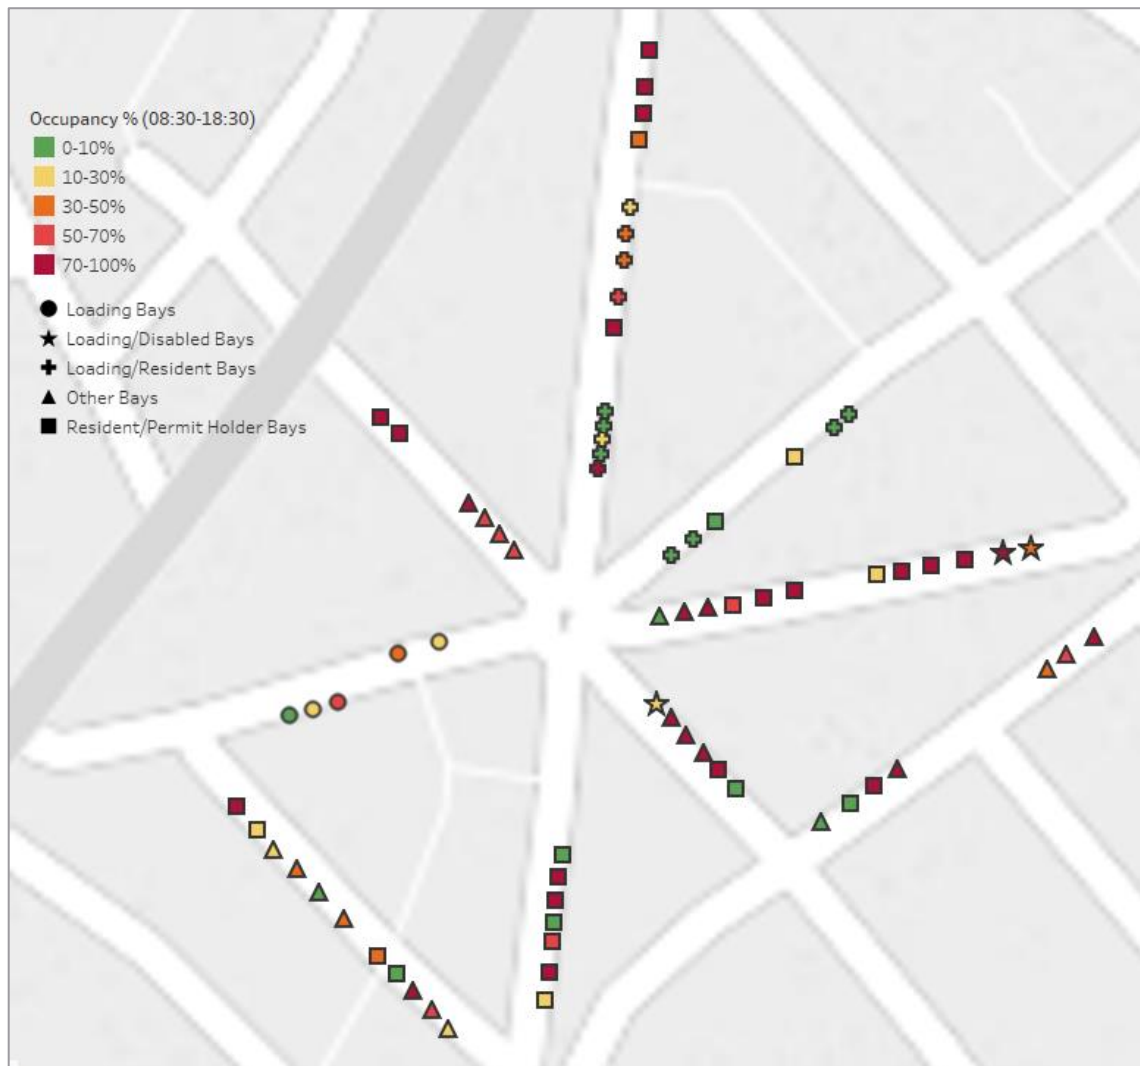 Occupancy % (08:30-18:30)
0-10%
10-30%
30-50%
50-70%
70-100%
Loading Bays
Loading/Disabled Bays
Loading/Resident Bays
Other Bays
Resident/Permit Holder Bays